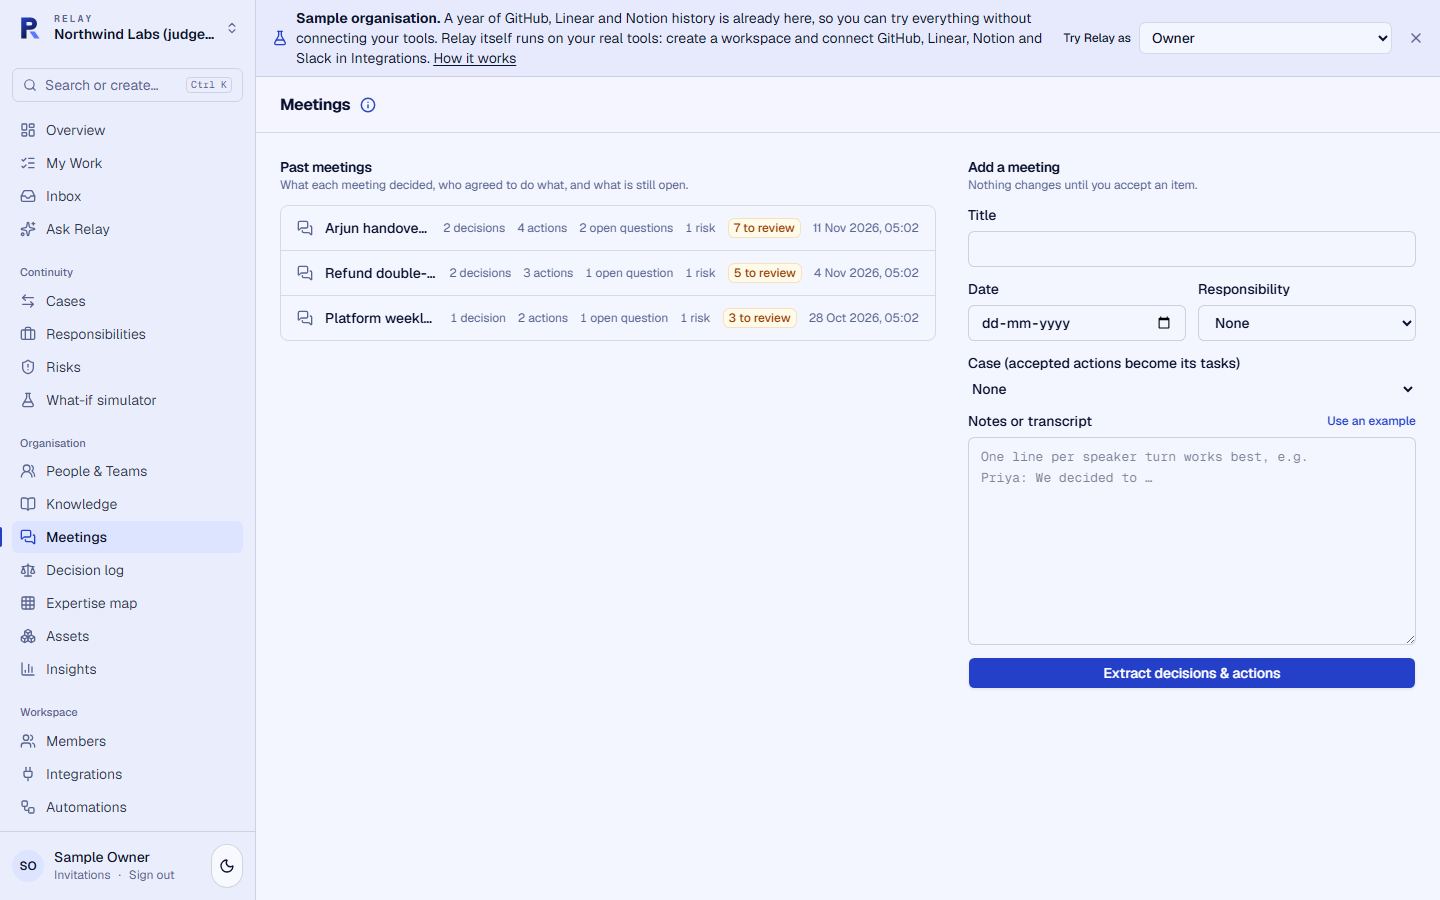 RELAY
Northwind Labs (judge...
Search or create...
Ctrl K
Overview
My Work
Inbox
Ask Relay
Continuity
Cases
Responsibilities
Risks
What-if simulator
Organisation
People & Teams
Knowledge
Meetings
Decision log
Expertise map
Assets
Insights
Workspace
Members
Integrations
Automations
SO
Sample Owner
Invitations · Sign out
Sample organisation. A year of GitHub, Linear and Notion history is already here, so you can try everything without
connecting your tools. Relay itself runs on your real tools: create a workspace and connect GitHub, Linear, Notion and
Slack in Integrations. How it works
Try Relay as
Owner
Meetings
Past meetings
What each meeting decided, who agreed to do what, and what is still open.
Arjun handove... 2 decisions 4 actions 2 open questions 1 risk 7 to review 11 Nov 2026, 05:02
Refund double-... 2 decisions 3 actions 1 open question 1 risk 5 to review 4 Nov 2026, 05:02
Platform weekl... 1 decision 2 actions 1 open question 1 risk 3 to review 28 Oct 2026, 05:02
Add a meeting
Nothing changes until you accept an item.
Title
Date
Responsibility
dd-mm-yyyy
None
Case (accepted actions become its tasks)
None
Notes or transcript
Use an example
One line per speaker turn works best, e.g.
Priya: We decided to …
Extract decisions & actions